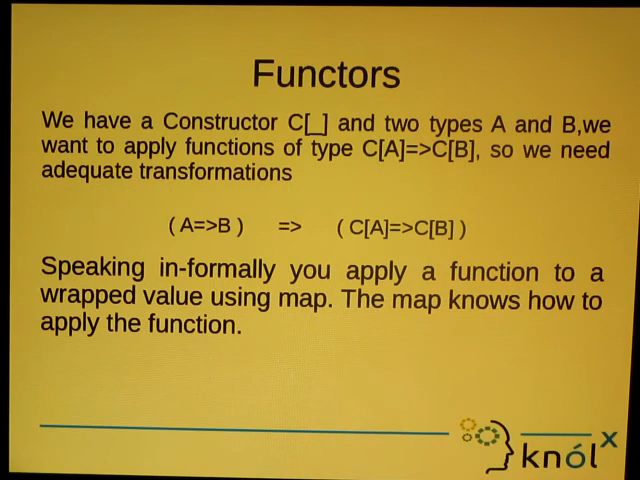 Functors
We have a Constructor C[_] and two types A and B,we
want to apply functions of type C[A]=>C[B], so we need
adequate transformations
( A=>B ) => ( C[A]=>C[B] )
Speaking in-formally you apply a function to a
wrapped value using map. The map knows how to
apply the function.
knólx